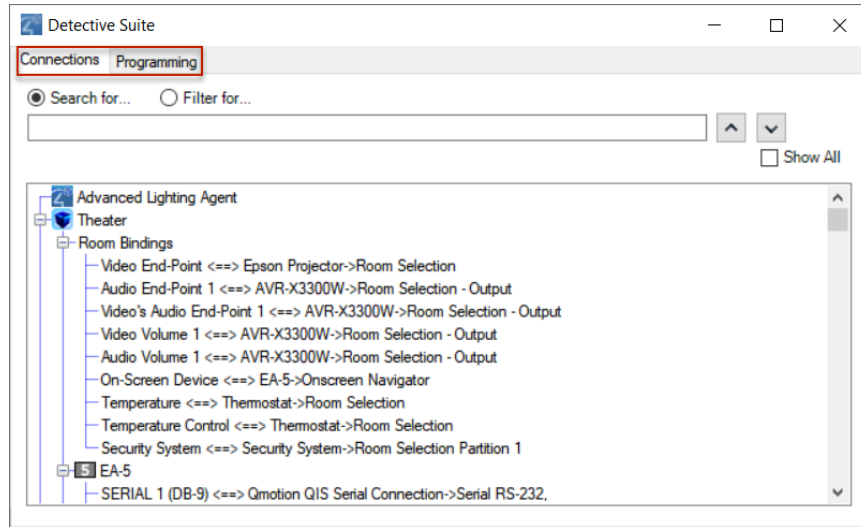 Detective Suite
Connections Programming
Search for... Filter for...
Show All
Advanced Lighting Agent
Theater
Room Bindings
Video End-Point <==> Epson Projector->Room Selection
Audio End-Point 1 <==> AVR-X3300W->Room Selection - Output
Video's Audio End-Point 1 <==> AVR-X3300W->Room Selection - Output
Video Volume 1 <==> AVR-X3300W->Room Selection - Output
Audio Volume 1 <==> AVR-X3300W->Room Selection - Output
On-Screen Device <==> EA-5->Onscreen Navigator
Temperature <==> Thermostat->Room Selection
Temperature Control <==> Thermostat->Room Selection
Security System <==> Security System->Room Selection Partition 1
5 EA-5
SERIAL 1 (DB-9) <==> Qmotion QIS Serial Connection->Serial RS-232,